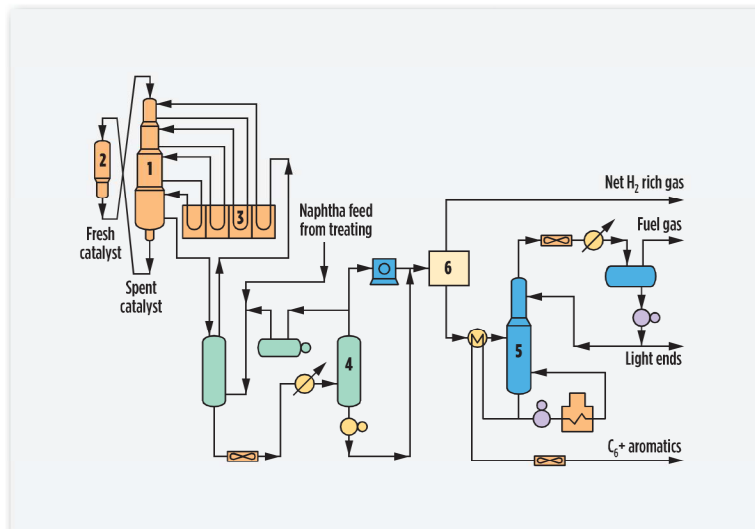 1
2
3
Fresh
catalyst
Spent
catalyst
Naphtha feed
from treating
4
6
5
Net H₂ rich gas
Fuel gas
Light ends
C₆+ aromatics